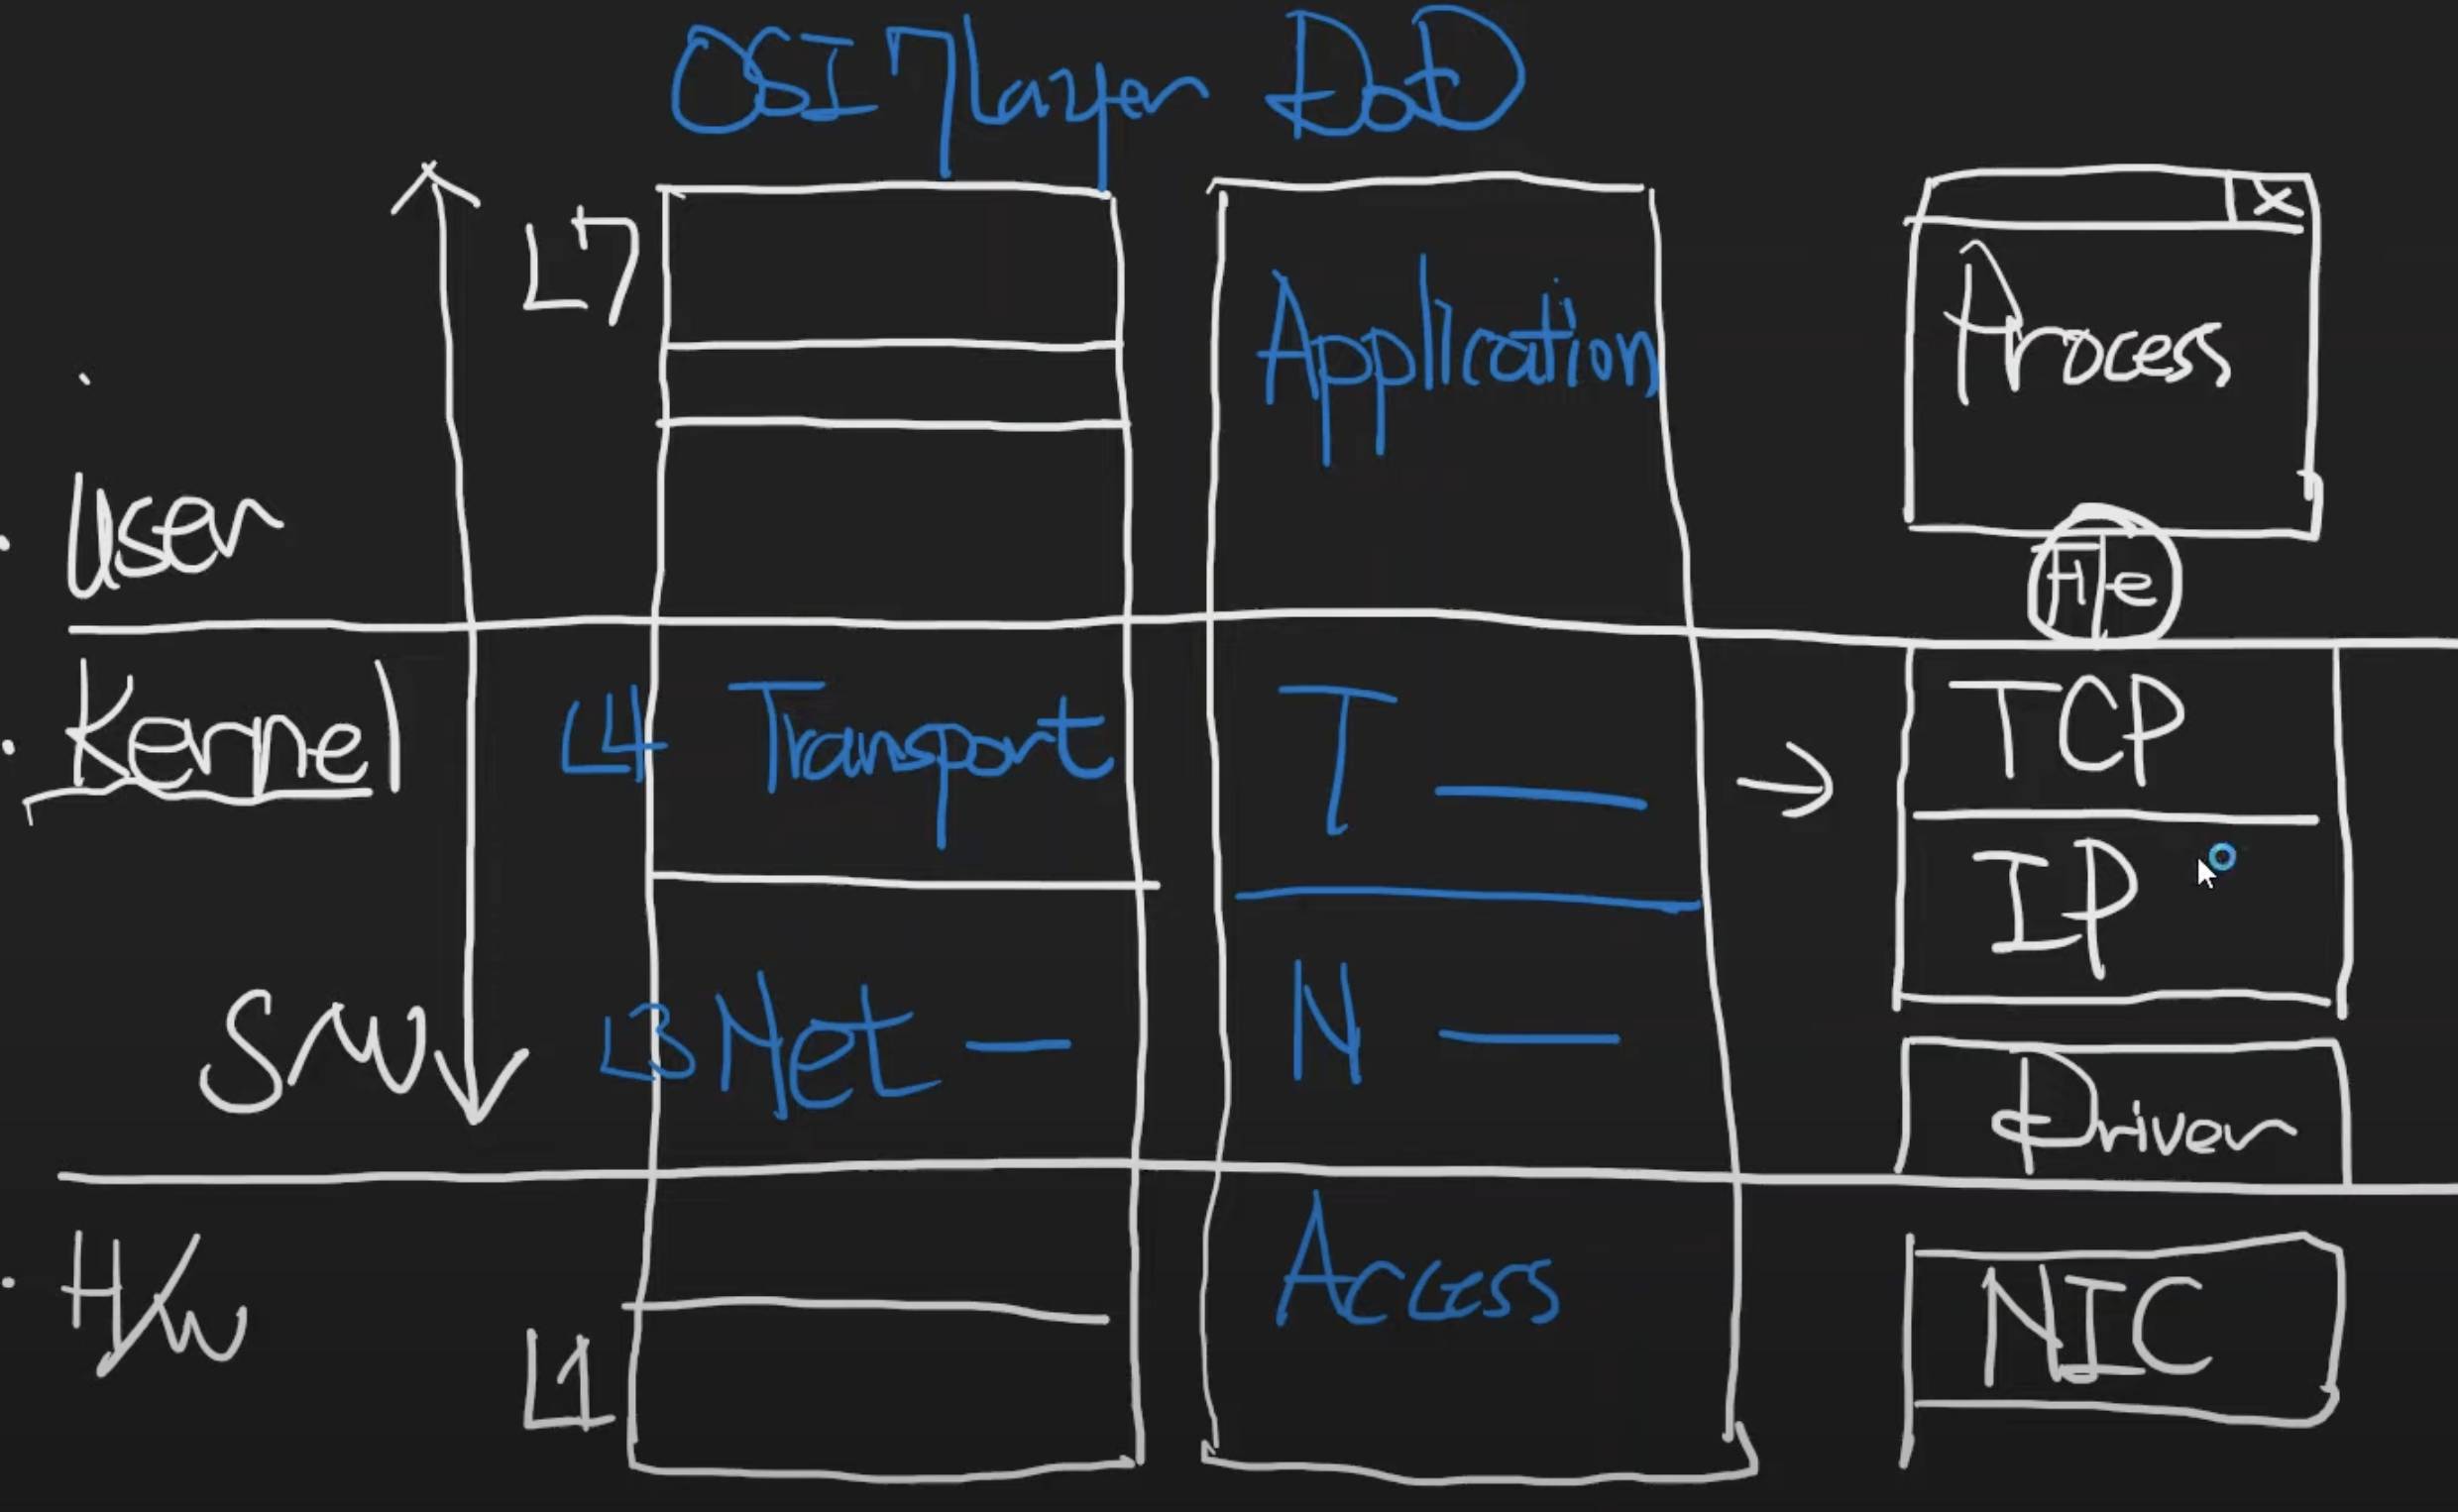 OSI 7 Layer DoD
L7
Application
X
Process
User
File
Kernel
L4 Transport
T
→
TCP
IP
S/W
L3 Net
N
Driver
H/W
Access
NIC
L1